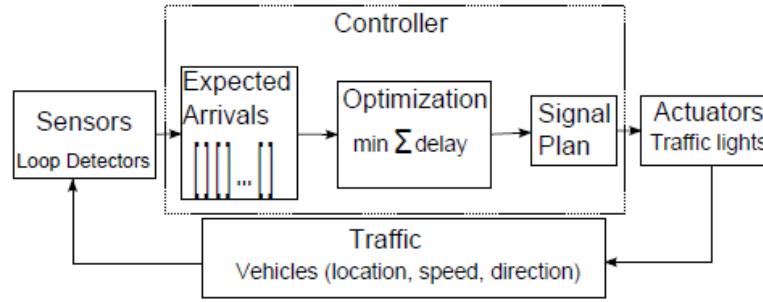 Controller
Sensors
Loop Detectors
Expected
Arrivals
...
Optimization
min Σ delay
Signal
Plan
Actuators
Traffic lights
Traffic
Vehicles (location, speed, direction)